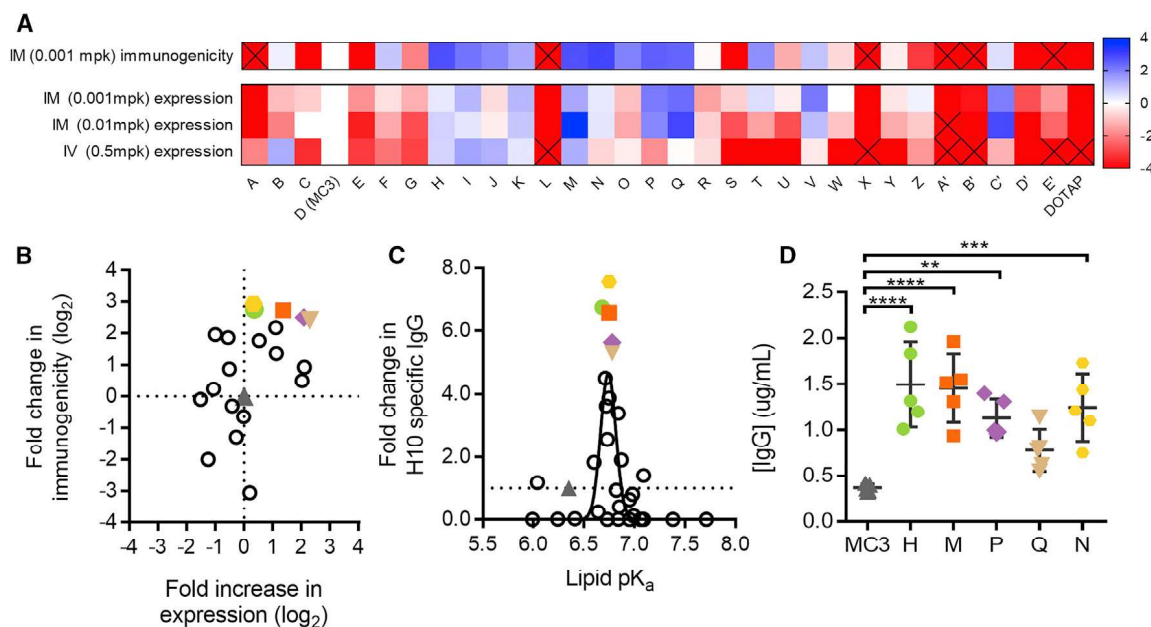 A
IM (0.001 mpk) immunogenicity
IM (0.001mpk) expression
IM (0.01mpk) expression
IV (0.5mpk) expression
4
2
0
-2
-4
A B C D (MC3) E F G H I J K L M N O P Q R S T U V W X Y Z A' B' C' D' E' DOTAP
B
Fold change in
immunogenicity (log2)
4
3
2
1
0
-1
-2
-3
-4
-4 -3 -2 -1 0 1 2 3 4
Fold increase in
expression (log2)
C
Fold change in
H10 specific IgG
8.0
6.0
4.0
2.0
0.0
5.5 6.0 6.5 7.0 7.5 8.0
Lipid pKa
D
[IgG] (ug/mL)
***
**
****
****
2.5
2.0
1.5
1.0
0.5
0.0
MC3 H M P Q N